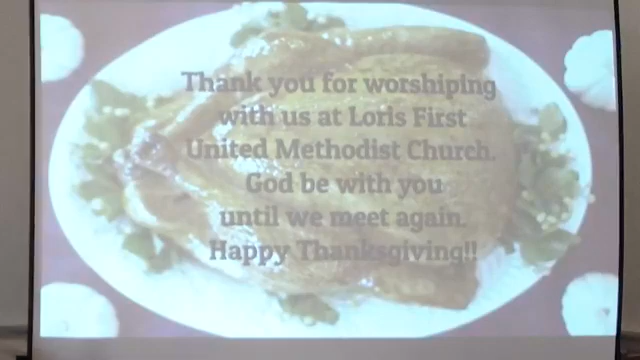 Thank you for worshiping
with us at Loris First
United Methodist Church.
God be with you
until we meet again.
Happy Thanksgiving!!